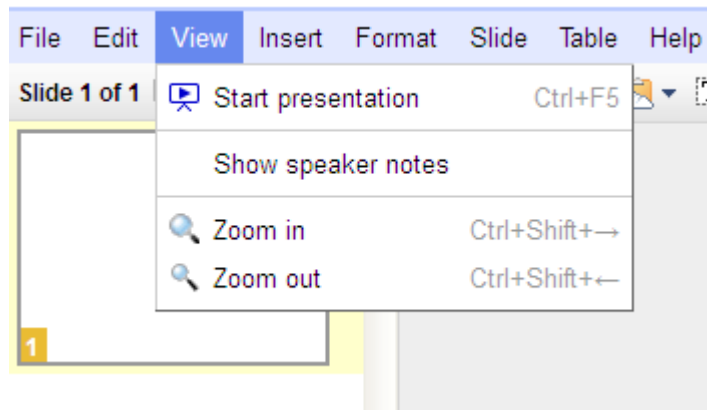 File Edit View Insert Format Slide Table Help
Slide 1 of 1
Start presentation Ctrl+F5
Show speaker notes
Zoom in Ctrl+Shift+→
Zoom out Ctrl+Shift+←
1